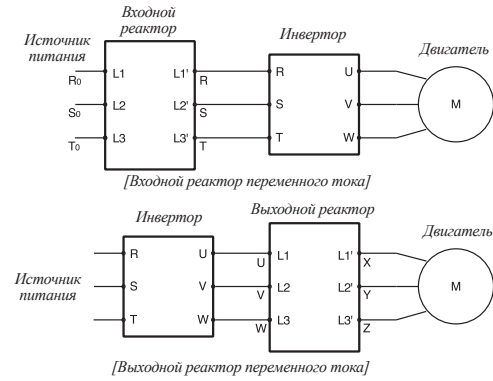 Источник питания
Входной реактор
Инвертор
Двигатель
R0 L1 L1' R R U
S0 L2 L2' S S V M
T0 L3 L3' T T W
[Входной реактор переменного тока]
Инвертор
Выходной реактор
Двигатель
Источник питания
R U U L1 L1' X
S V V L2 L2' Y M
T W W L3 L3' Z
[Выходной реактор переменного тока]